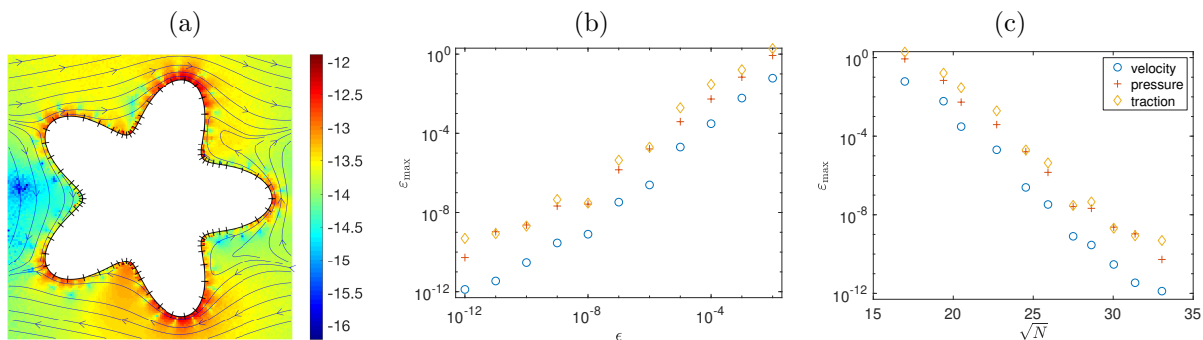 (a)
-12
-12.5
-13
-13.5
-14
-14.5
-15
-15.5
-16
(b)
10^0
10^-4
10^-8
10^-12
ε_max
10^-12 10^-8 10^-4
ϵ
(c)
10^0
10^-4
10^-8
10^-12
ε_max
15 20 25 30 35
√N
velocity
pressure
traction